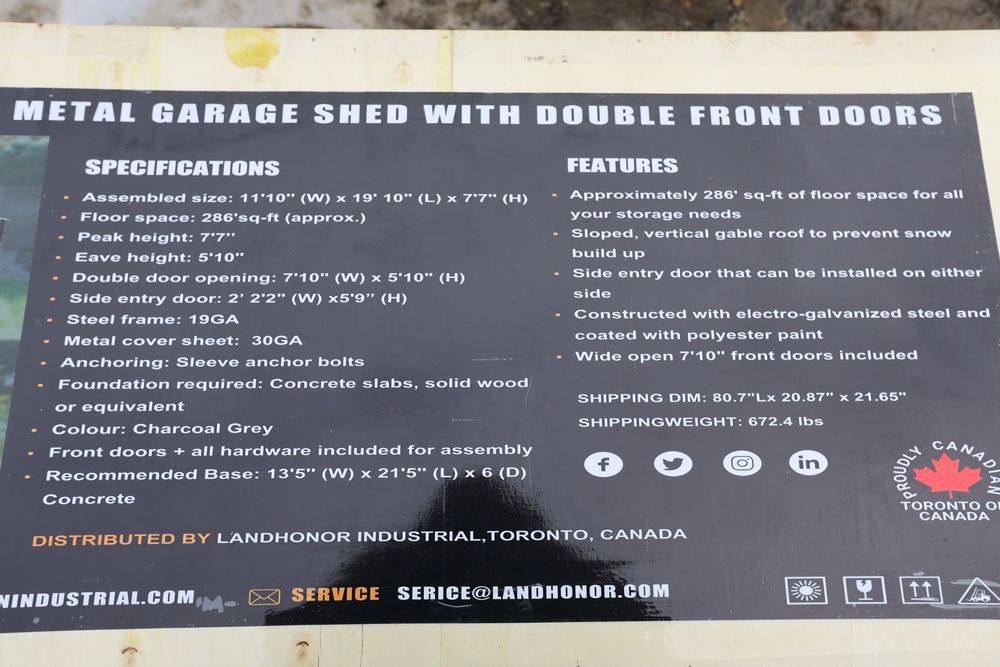 METAL GARAGE SHED WITH DOUBLE FRONT DOORS
SPECIFICATIONS
Assembled size: 11'10" (W) x 19' 10" (L) x 7'7" (H)
Floor space: 286'sq-ft (approx.)
Peak height: 7'7''
Eave height: 5'10"
Double door opening: 7'10" (W) x 5'10" (H)
Side entry door: 2' 2'2" (W) x5'9" (H)
Steel frame: 19GA
Metal cover sheet: 30GA
Anchoring: Sleeve anchor bolts
Foundation required: Concrete slabs, solid wood
or equivalent
Colour: Charcoal Grey
Front doors + all hardware included for assembly
Recommended Base: 13'5" (W) x 21'5" (L) x 6 (D)
Concrete
FEATURES
Approximately 286' sq-ft of floor space for all
your storage needs
Sloped, vertical gable roof to prevent snow
build up
Side entry door that can be installed on either
side
Constructed with electro-galvanized steel and
coated with polyester paint
Wide open 7'10" front doors included
SHIPPING DIM: 80.7"Lx 20.87" x 21.65"
SHIPPINGWEIGHT: 672.4 lbs
PROUDLY CANADIAN
TORONTO
CANADA
DISTRIBUTED BY LANDHONOR INDUSTRIAL,TORONTO, CANADA
NINDUSTRIAL.COM
SERVICE SERICE@LANDHONOR.COM